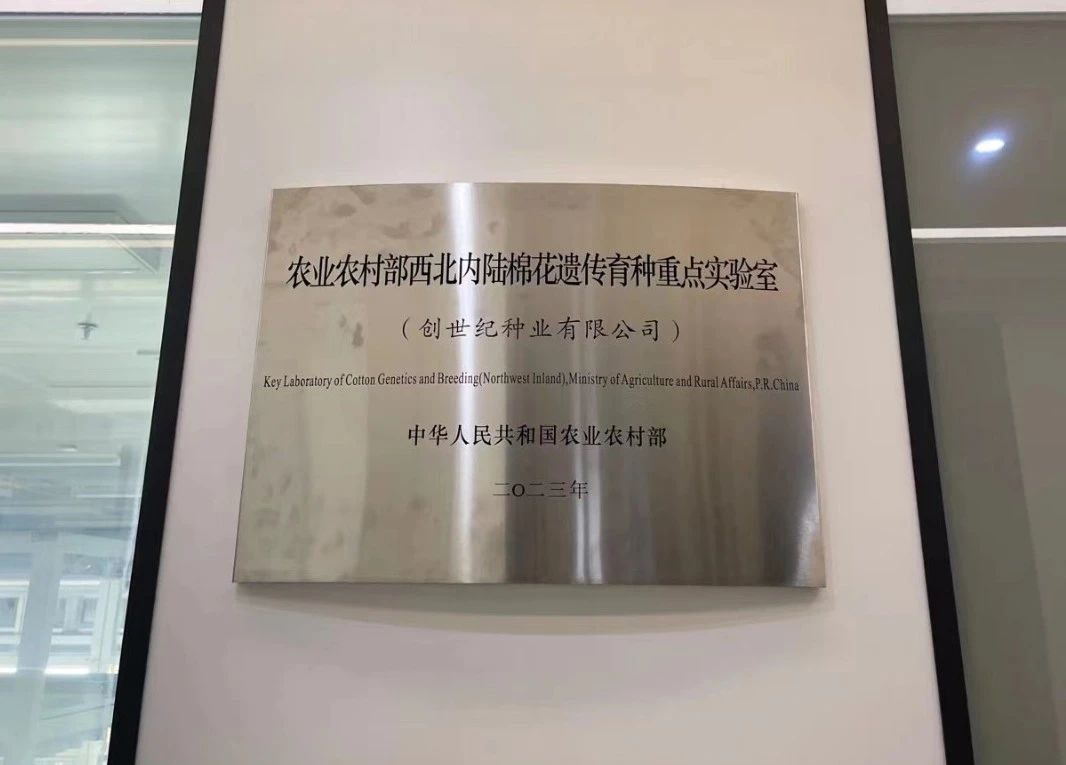 农业农村部西北内陆棉花遗传育种重点实验室
（创世纪种业有限公司）
Key Laboratory of Cotton Genetics and Breeding(Northwest Inland),Ministry of Agriculture and Rural Affairs,P.R.China
中华人民共和国农业农村部
二O二三年